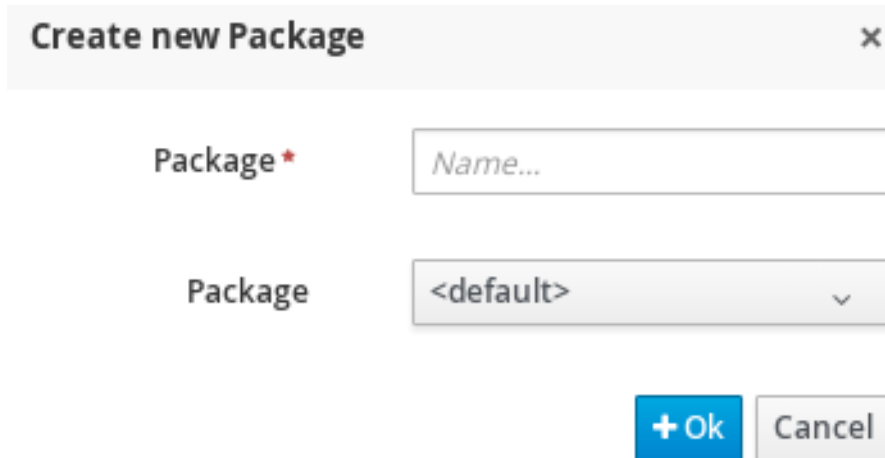 Create new Package ×
Package * Name...
Package <default>
+ Ok Cancel